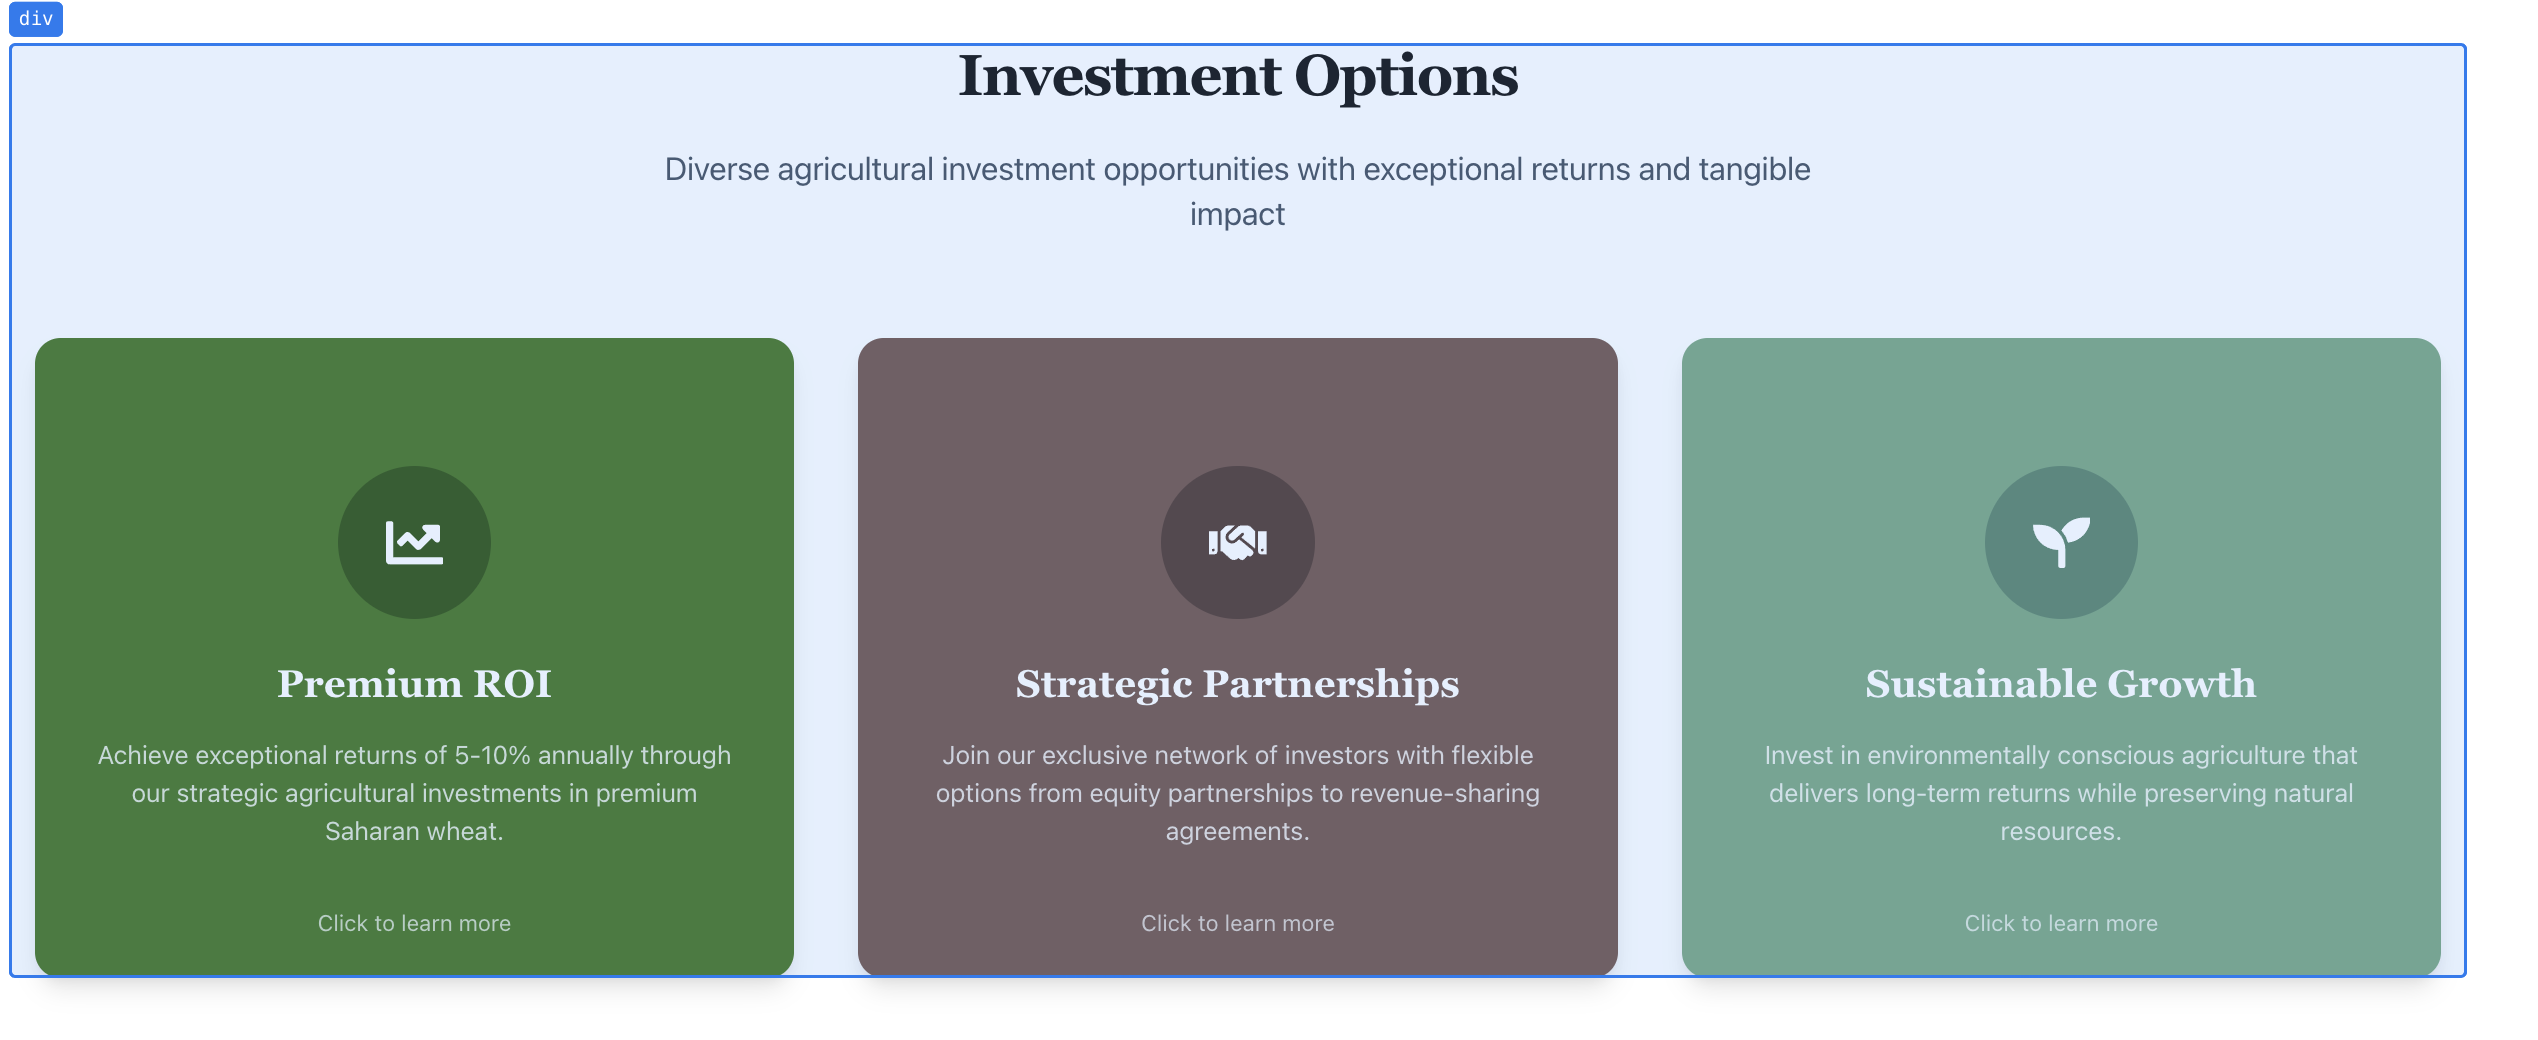 div
Investment Options
Diverse agricultural investment opportunities with exceptional returns and tangible
impact
Premium ROI
Achieve exceptional returns of 5-10% annually through
our strategic agricultural investments in premium
Saharan wheat.
Click to learn more
Strategic Partnerships
Join our exclusive network of investors with flexible
options from equity partnerships to revenue-sharing
agreements.
Click to learn more
Sustainable Growth
Invest in environmentally conscious agriculture that
delivers long-term returns while preserving natural
resources.
Click to learn more